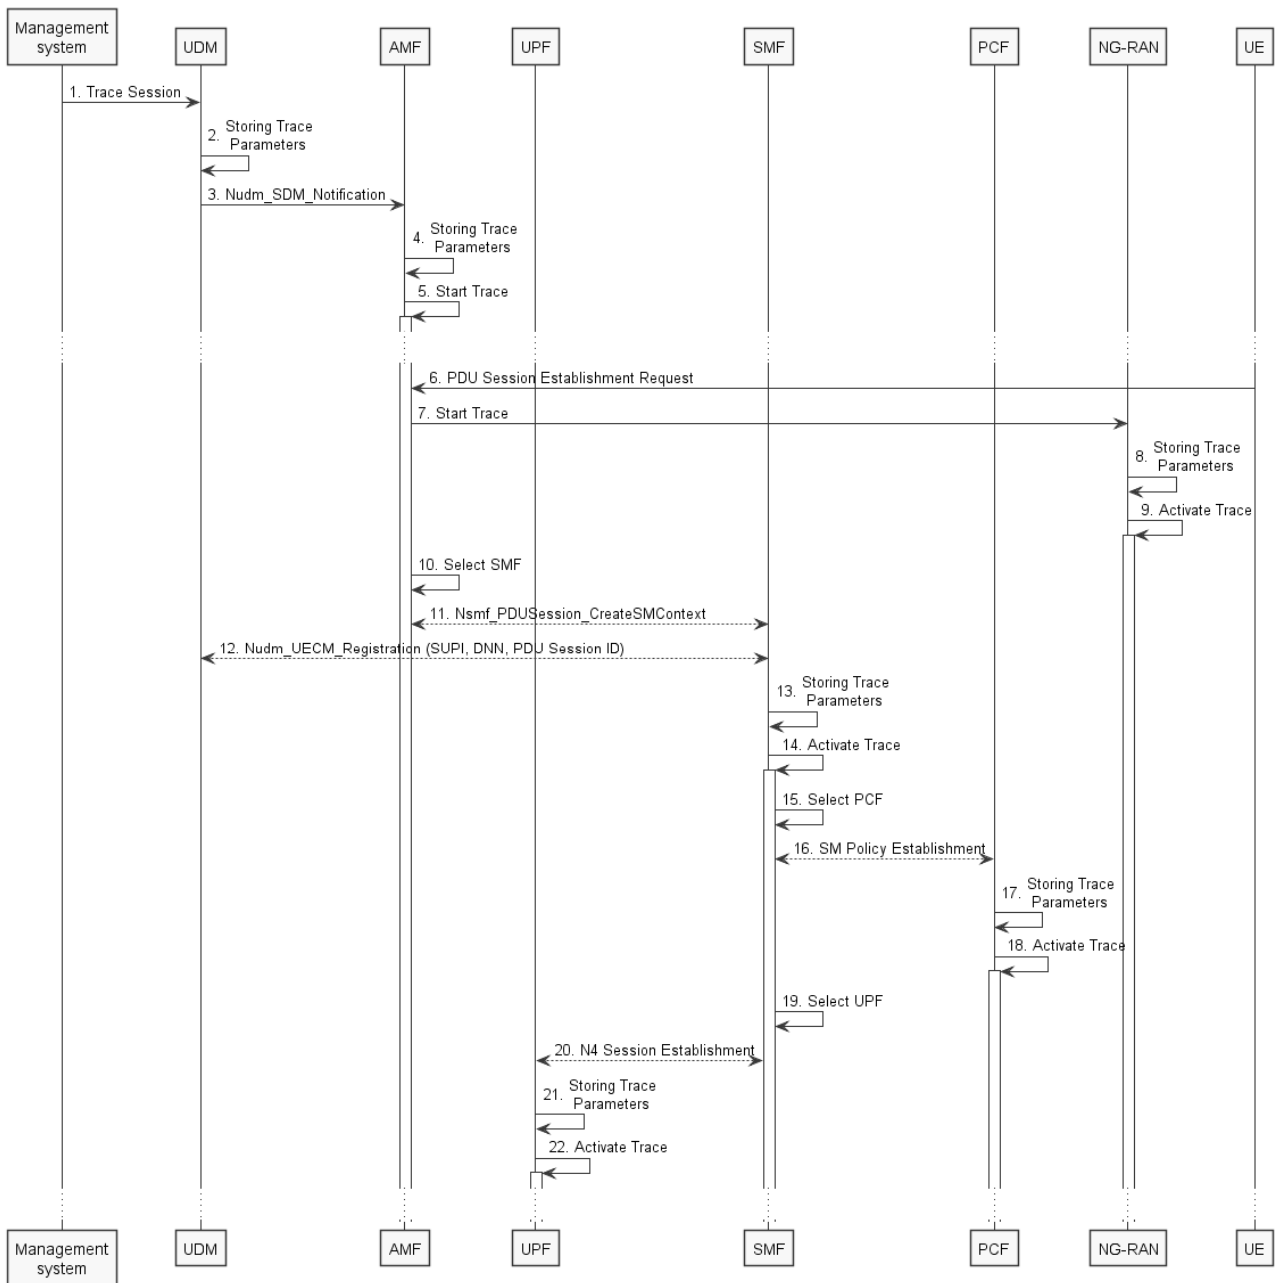 Management
system
UDM
AMF
UPF
SMF
PCF
NG-RAN
UE
1. Trace Session
2. Storing Trace
Parameters
3. Nudm_SDM_Notification
4. Storing Trace
Parameters
5. Start Trace
6. PDU Session Establishment Request
7. Start Trace
8. Storing Trace
Parameters
9. Activate Trace
10. Select SMF
11. Nsmf_PDUSession_CreateSMContext
12. Nudm_UECM_Registration (SUPI, DNN, PDU Session ID)
13. Storing Trace
Parameters
14. Activate Trace
15. Select PCF
16. SM Policy Establishment
17. Storing Trace
Parameters
18. Activate Trace
19. Select UPF
20. N4 Session Establishment
21. Storing Trace
Parameters
22. Activate Trace
Management
system
UDM
AMF
UPF
SMF
PCF
NG-RAN
UE